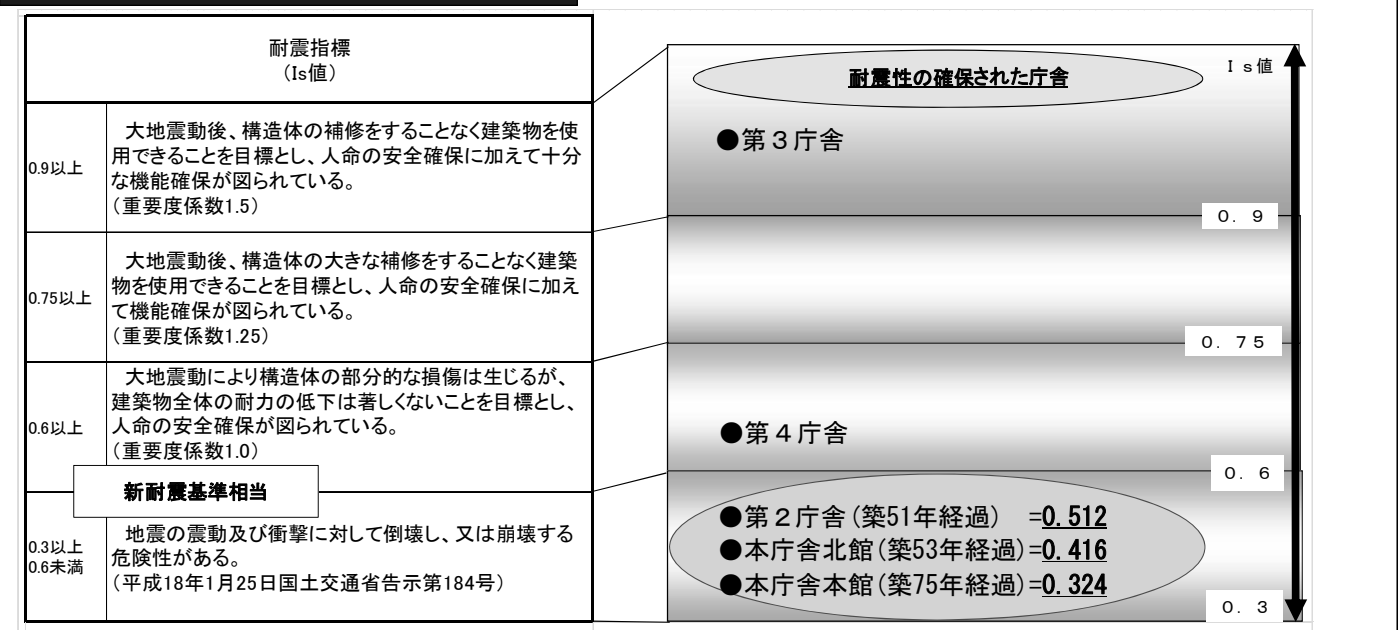 耐震指標
（Is値）
0.9以上
大地震動後、構造体の補修をすることなく建築物を使
用できることを目標とし、人命の安全確保に加えて十分
な機能確保が図られている。
（重要度係数1.5）
0.75以上
大地震動後、構造体の大きな補修をすることなく建築
物を使用できることを目標とし、人命の安全確保に加え
て機能確保が図られている。
（重要度係数1.25）
0.6以上
大地震動により構造体の部分的な損傷は生じるが、
建築物全体の耐力の低下は著しくないことを目標とし、
人命の安全確保が図られている。
（重要度係数1.0）
新耐震基準相当
0.3以上
0.6未満
地震の震動及び衝撃に対して倒壊し、又は崩壊する
危険性がある。
（平成18年1月25日国土交通省告示第184号）
耐震性の確保された庁舎
Ｉｓ値
●第３庁舎
０．９
０．７５
●第４庁舎
０．６
●第２庁舎（築51年経過）　=0.512
●本庁舎北館（築53年経過）=0.416
●本庁舎本館（築75年経過）=0.324
０．３